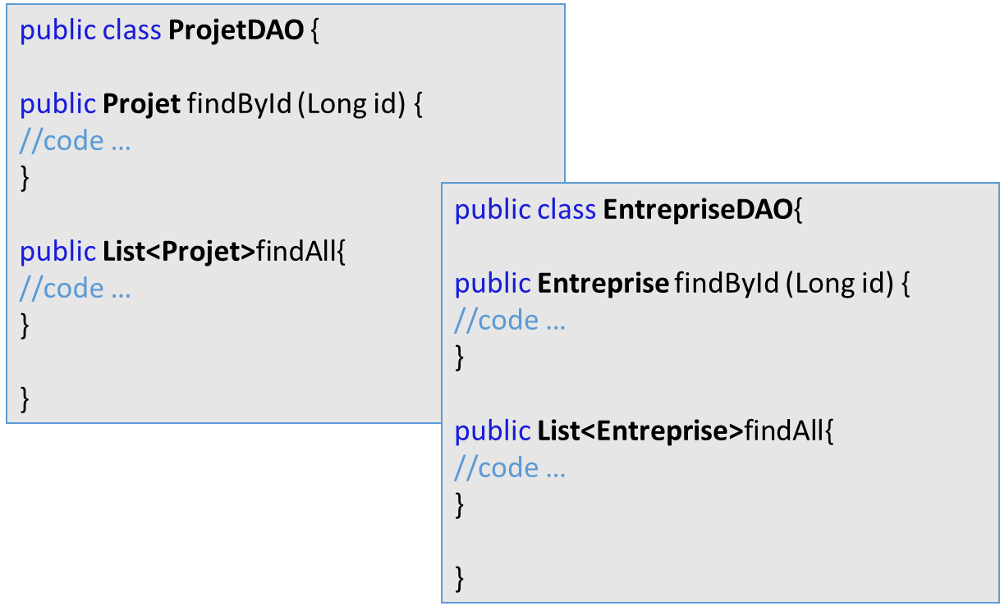 public class ProjetDAO {
public Projet findById (Long id) {
//code ...
}
public List<Projet>findAll{
//code ...
}
}
public class EntrepriseDAO{
public Entreprise findById (Long id) {
//code ...
}
public List<Entreprise>findAll{
//code ...
}
}